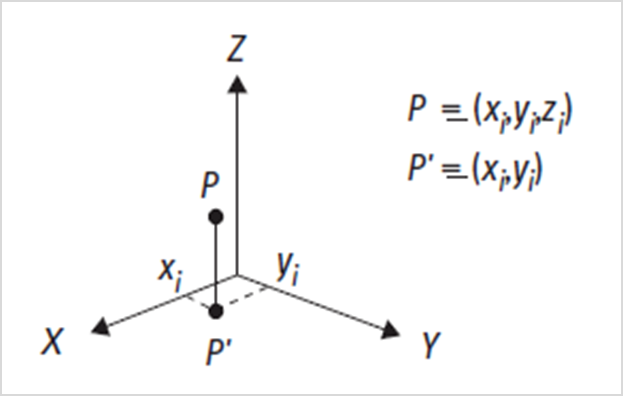 Z
P = (xi,yi,zi)
P' = (xi,yi)
P
xi
yi
X
P'
Y